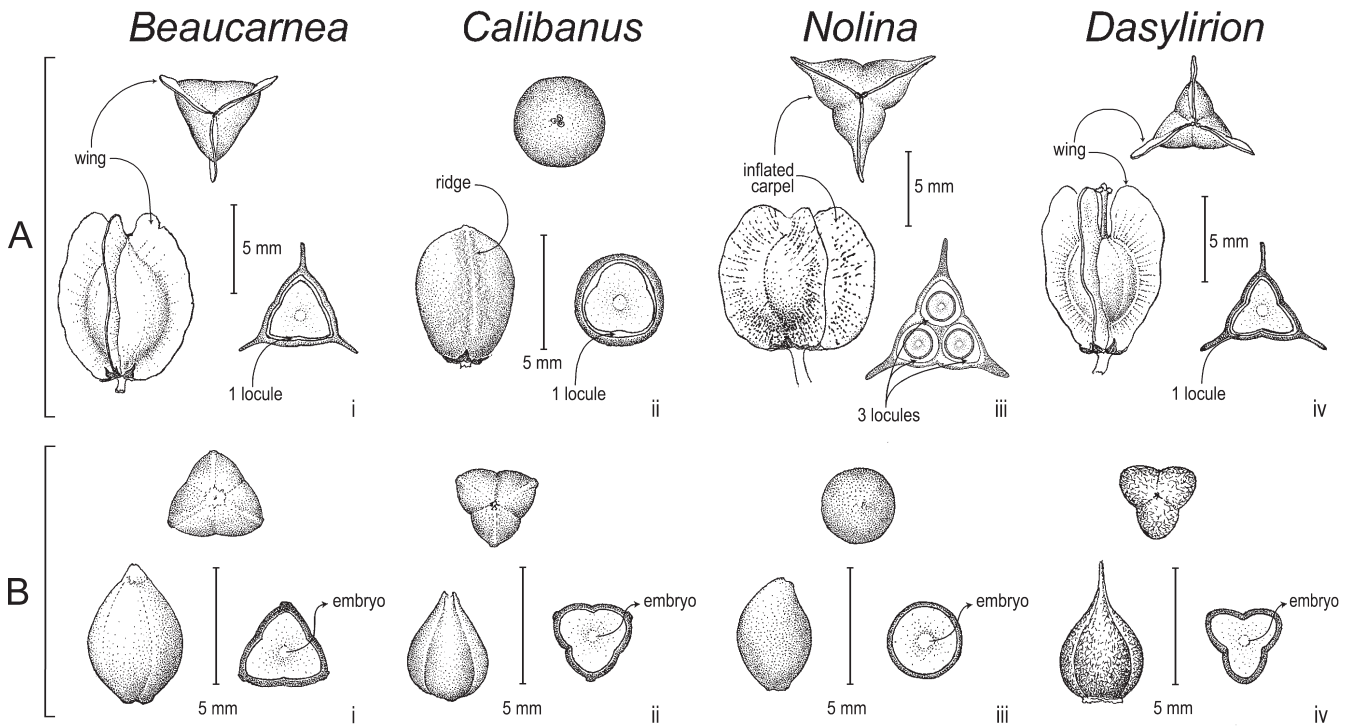 Beaucarnea Calibanus Nolina Dasylirion
A
wing
5 mm
1 locule
i
ridge
5 mm
1 locule
ii
inflated
carpel
5 mm
3 locules
iii
wing
5 mm
1 locule
iv
B
5 mm
embryo
i
5 mm
embryo
ii
5 mm
embryo
iii
5 mm
embryo
iv